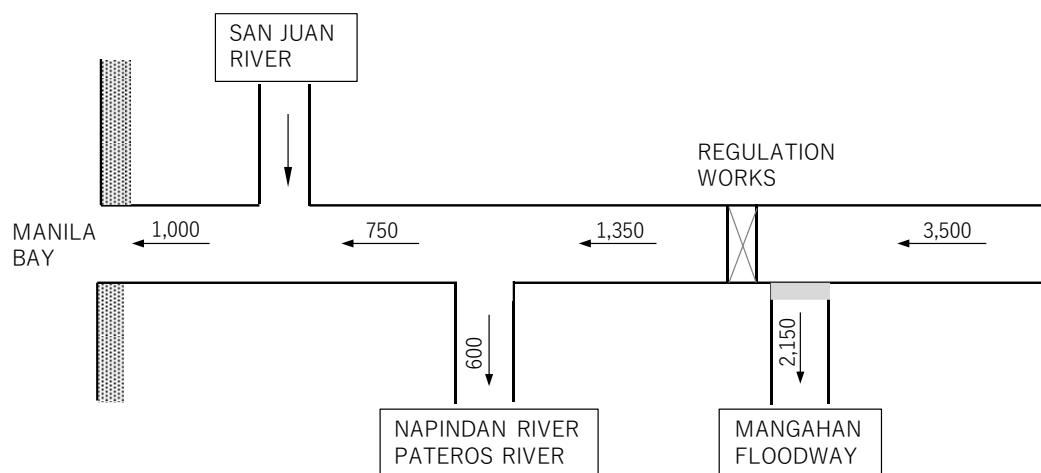 SAN JUAN
RIVER
REGULATION
WORKS
MANILA
BAY
1,000
750
1,350
3,500
600
2,150
NAPINDAN RIVER
PATEROS RIVER
MANGAHAN
FLOODWAY